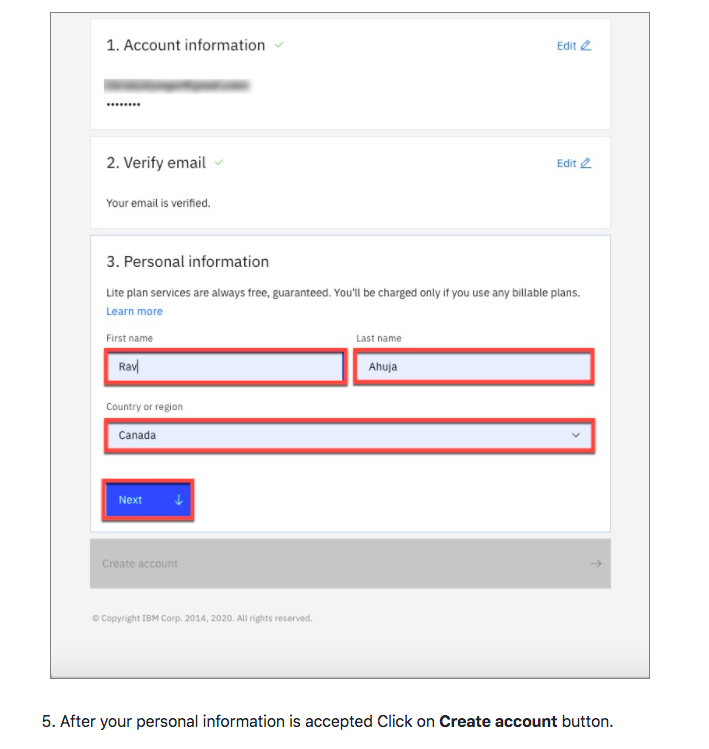 1. Account information
Edit
••••••••
2. Verify email
Edit
Your email is verified.
3. Personal information
Lite plan services are always free, guaranteed. You'll be charged only if you use any billable plans.
Learn more
First name
Last name
Rav
Ahuja
Country or region
Canada
Next
Create account
© Copyright IBM Corp. 2014, 2020. All rights reserved.
5. After your personal information is accepted Click on Create account button.